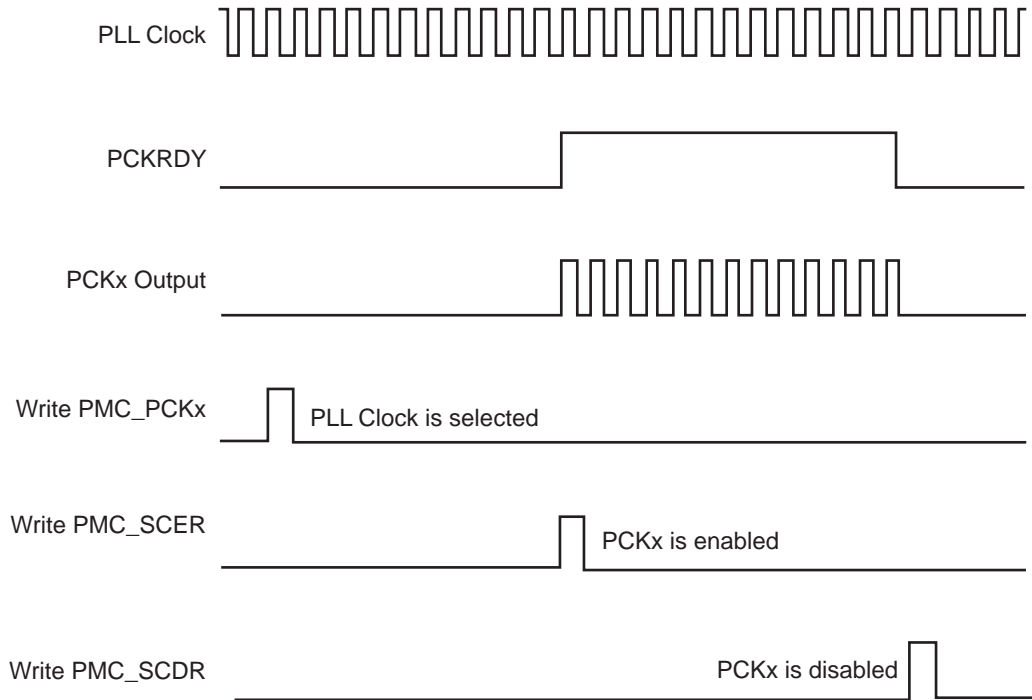 PLL Clock
PCKRDY
PCKx Output
Write PMC_PCKx
PLL Clock is selected
Write PMC_SCER
PCKx is enabled
Write PMC_SCDR
PCKx is disabled